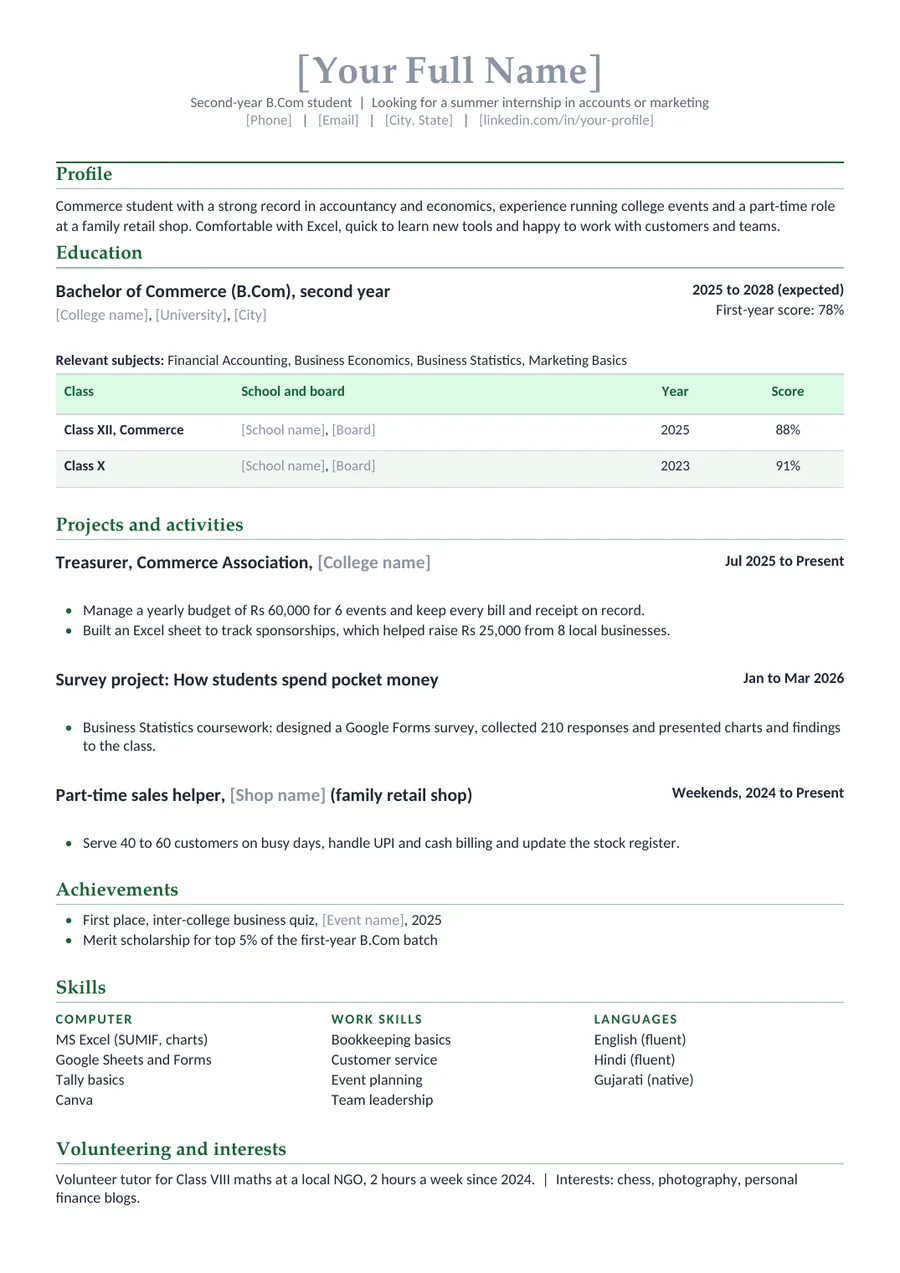 [Your Full Name]
Second-year B.Com student | Looking for a summer internship in accounts or marketing
[Phone] | [Email] | [City, State] | [linkedin.com/in/your-profile]
Profile
Commerce student with a strong record in accountancy and economics, experience running college events and a part-time role
at a family retail shop. Comfortable with Excel, quick to learn new tools and happy to work with customers and teams.
Education
Bachelor of Commerce (B.Com), second year 2025 to 2028 (expected)
[College name], [University], [City] First-year score: 78%
Relevant subjects: Financial Accounting, Business Economics, Business Statistics, Marketing Basics
Class School and board Year Score
Class XII, Commerce [School name], [Board] 2025 88%
Class X [School name], [Board] 2023 91%
Projects and activities
Treasurer, Commerce Association, [College name] Jul 2025 to Present
• Manage a yearly budget of Rs 60,000 for 6 events and keep every bill and receipt on record.
• Built an Excel sheet to track sponsorships, which helped raise Rs 25,000 from 8 local businesses.
Survey project: How students spend pocket money Jan to Mar 2026
• Business Statistics coursework: designed a Google Forms survey, collected 210 responses and presented charts and findings
to the class.
Part-time sales helper, [Shop name] (family retail shop) Weekends, 2024 to Present
• Serve 40 to 60 customers on busy days, handle UPI and cash billing and update the stock register.
Achievements
• First place, inter-college business quiz, [Event name], 2025
• Merit scholarship for top 5% of the first-year B.Com batch
Skills
COMPUTER WORK SKILLS LANGUAGES
MS Excel (SUMIF, charts) Bookkeeping basics English (fluent)
Google Sheets and Forms Customer service Hindi (fluent)
Tally basics Event planning Gujarati (native)
Canva Team leadership
Volunteering and interests
Volunteer tutor for Class VIII maths at a local NGO, 2 hours a week since 2024. | Interests: chess, photography, personal
finance blogs.